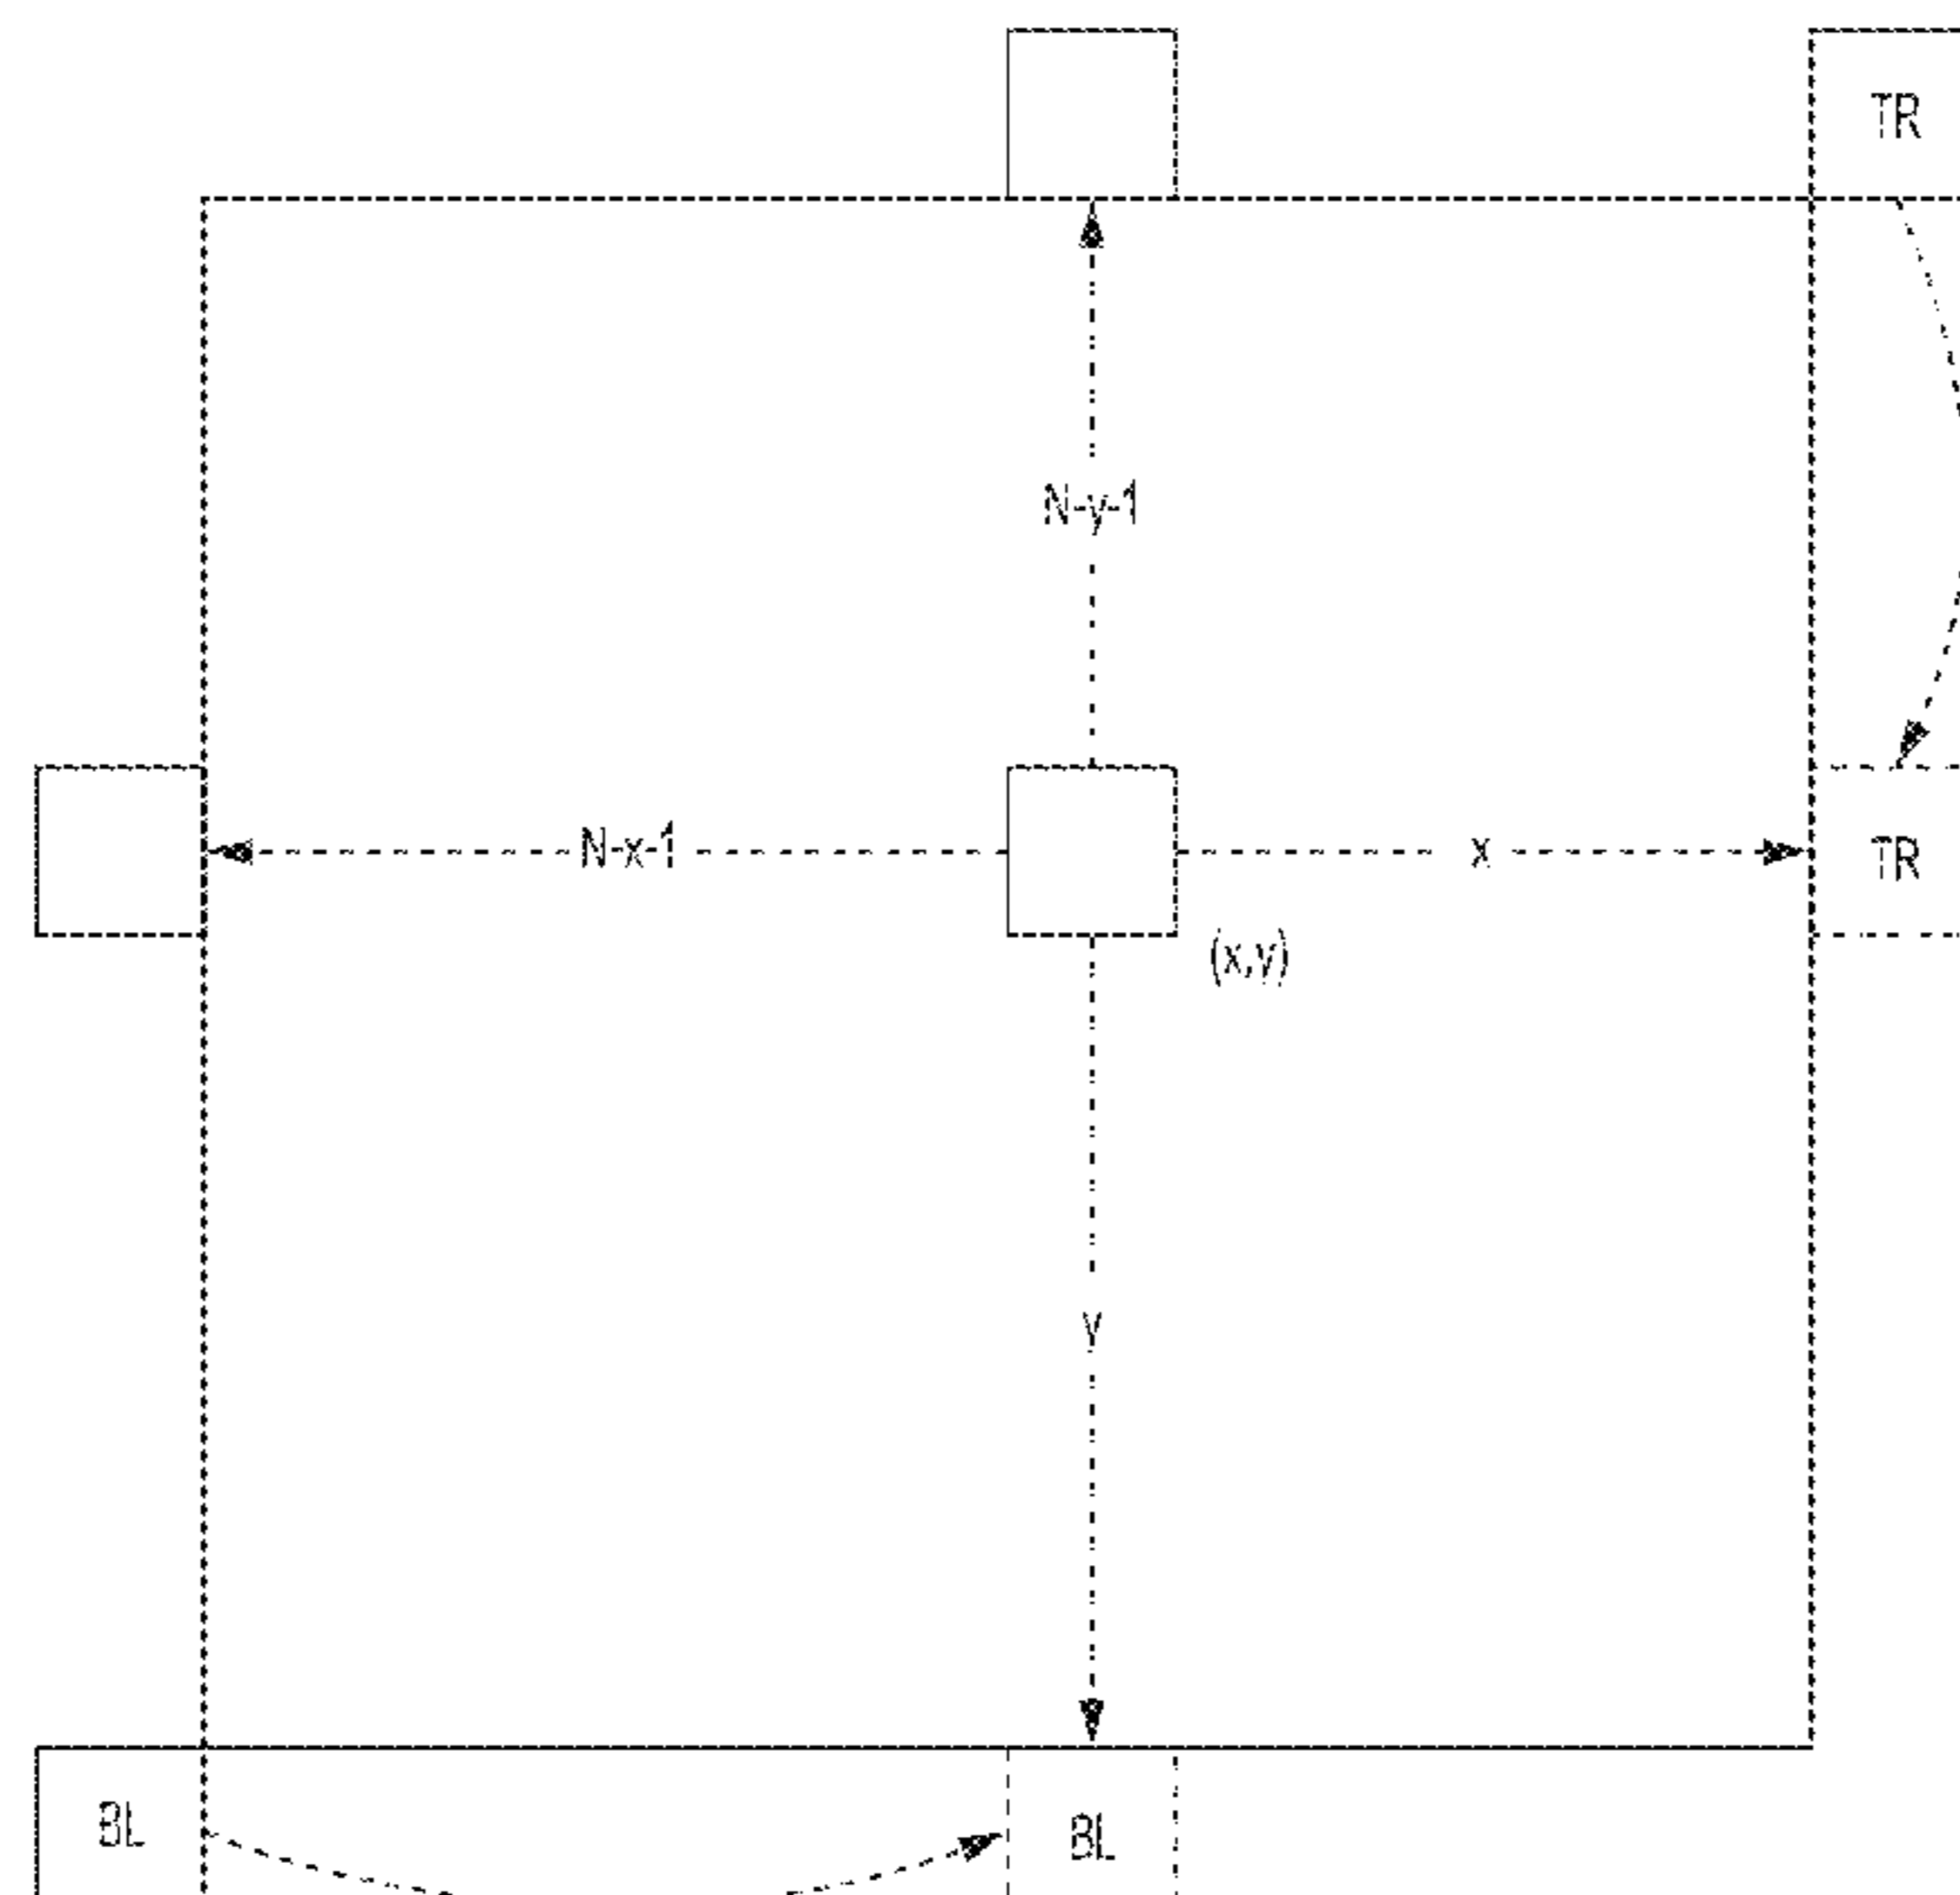 TR
N-y-1
N-x-1
x
TR
(x,y)
y
BL
BL